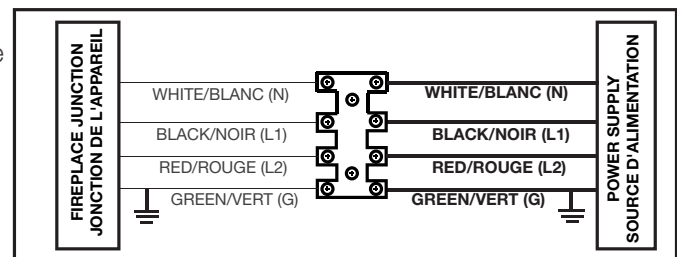 e
FIREPLACE JUNCTION
JONCTION DE L'APPAREIL
WHITE/BLANC (N)
BLACK/NOIR (L1)
RED/ROUGE (L2)
GREEN/VERT (G)
WHITE/BLANC (N)
BLACK/NOIR (L1)
RED/ROUGE (L2)
GREEN/VERT (G)
POWER SUPPLY
SOURCE D'ALIMENTATION